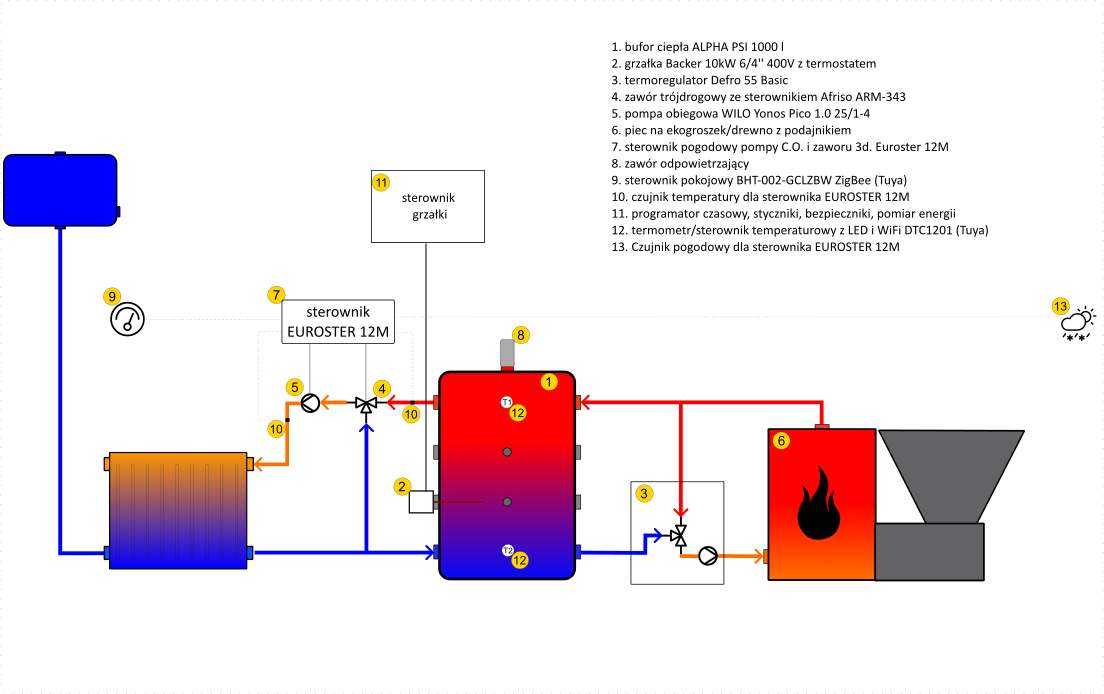 1. bufor ciepła ALPHA PSI 1000 l
2. grzałka Backer 10kW 6/4'' 400V z termostatem
3. termoregulator Defro 55 Basic
4. zawór trójdrogowy ze sterownikiem Afriso ARM-343
5. pompa obiegowa WILO Yonos Pico 1.0 25/1-4
6. piec na ekogroszek/drewno z podajnikiem
7. sterownik pogodowy pompy C.O. i zaworu 3d. Euroster 12M
8. zawór odpowietrzający
9. sterownik pokojowy BHT-002-GCLZBW ZigBee (Tuya)
10. czujnik temperatury dla sterownika EUROSTER 12M
11. programator czasowy, styczniki, bezpieczniki, pomiar energii
12. termometr/sterownik temperaturowy z LED i WiFi DTC1201 (Tuya)
13. Czujnik pogodowy dla sterownika EUROSTER 12M
11
sterownik
grzałki
9
7
sterownik
EUROSTER 12M
13
8
5
4
1
10
T1
12
10
6
2
3
T2
12